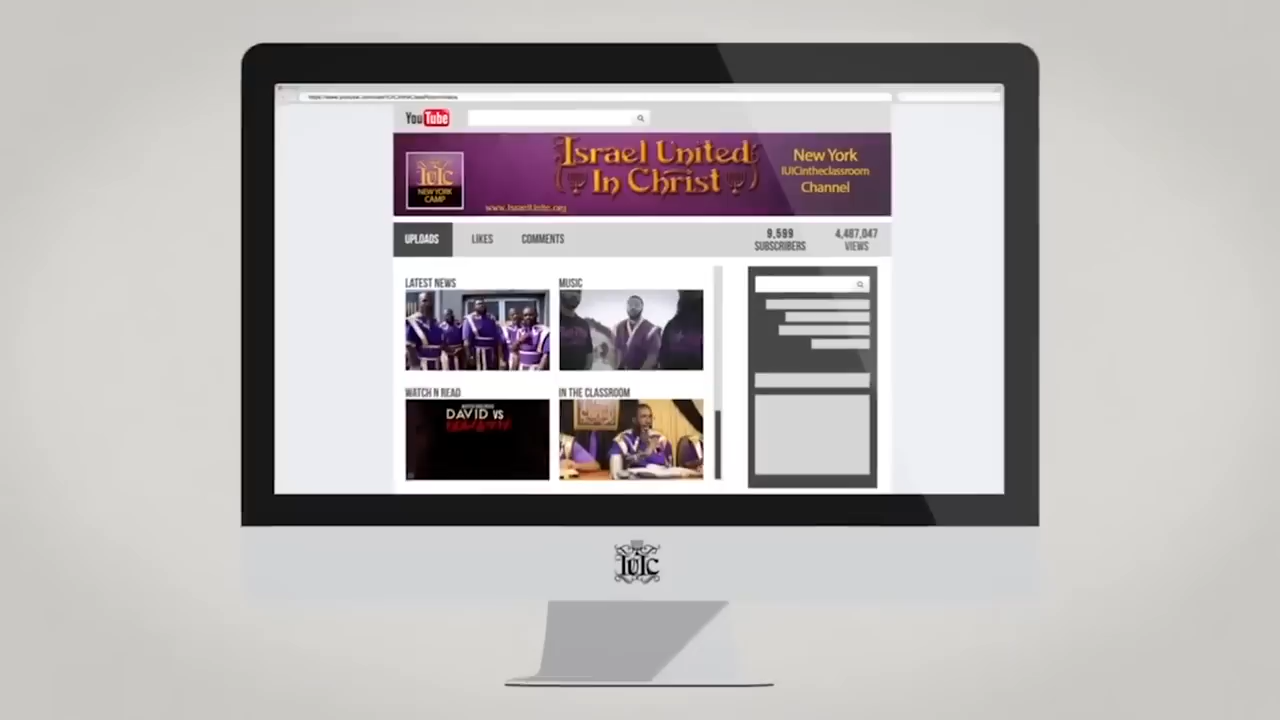 YouTube
Israel United
In Christ
New York
IUICintheclassroom
Channel
IUIC
NEW YORK
CAMP
www.IsraelUnite.org
UPLOADS
LIKES
COMMENTS
9,599
SUBSCRIBERS
4,487,047
VIEWS
LATEST NEWS
MUSIC
WATCH N READ
IN THE CLASSROOM
DAVID VS
IUIC